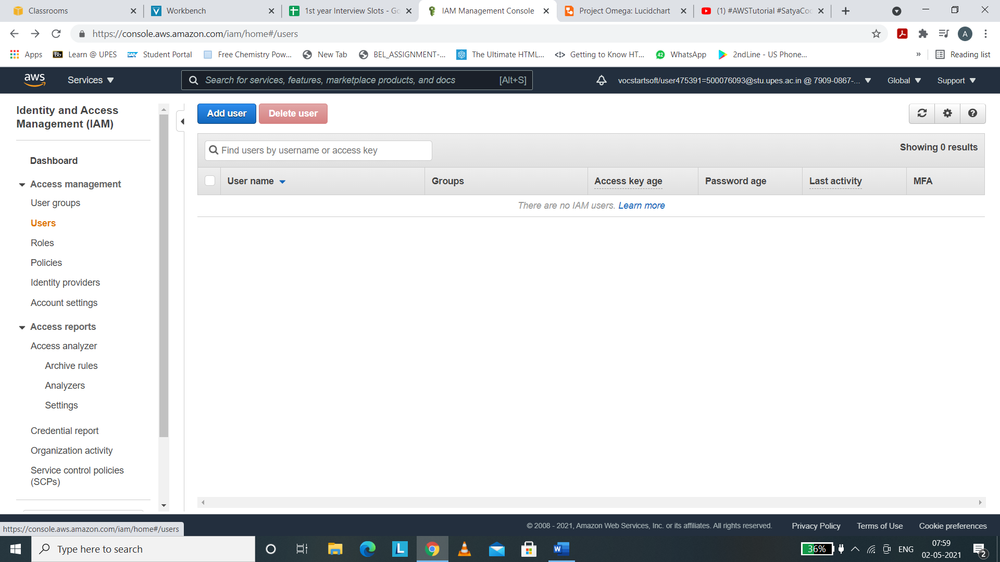 Classrooms
Workbench
1st year Interview Slots - Go
IAM Management Console
Project Omega: Lucidchart
(1) #AWSTutorial #SatyaCo
https://console.aws.amazon.com/iam/home#/users
A
Apps
Bb Learn @ UPES
SAP Student Portal
Free Chemistry Pow...
New Tab
BEL_ASSIGNMENT-...
The Ultimate HTML...
Getting to Know HT...
42 WhatsApp
2ndLine - US Phone...
»
Reading list
aws
Services
Search for services, features, marketplace products, and docs
[Alt+S]
vocstartsoft/user475391=500076093@stu.upes.ac.in @ 7909-0867-...
Global
Support
Identity and Access
Management (IAM)
Dashboard
Access management
User groups
Users
Roles
Policies
Identity providers
Account settings
Access reports
Access analyzer
Archive rules
Analyzers
Settings
Credential report
Organization activity
Service control policies
(SCPs)
Add user
Delete user
Find users by username or access key
Showing 0 results
User name
Groups
Access key age
Password age
Last activity
MFA
There are no IAM users. Learn more
© 2008 - 2021, Amazon Web Services, Inc. or its affiliates. All rights reserved.
Privacy Policy
Terms of Use
Cookie preferences
https://console.aws.amazon.com/iam/home#/users
Type here to search
L
W
36%
ENG
07:59
02-05-2021
2